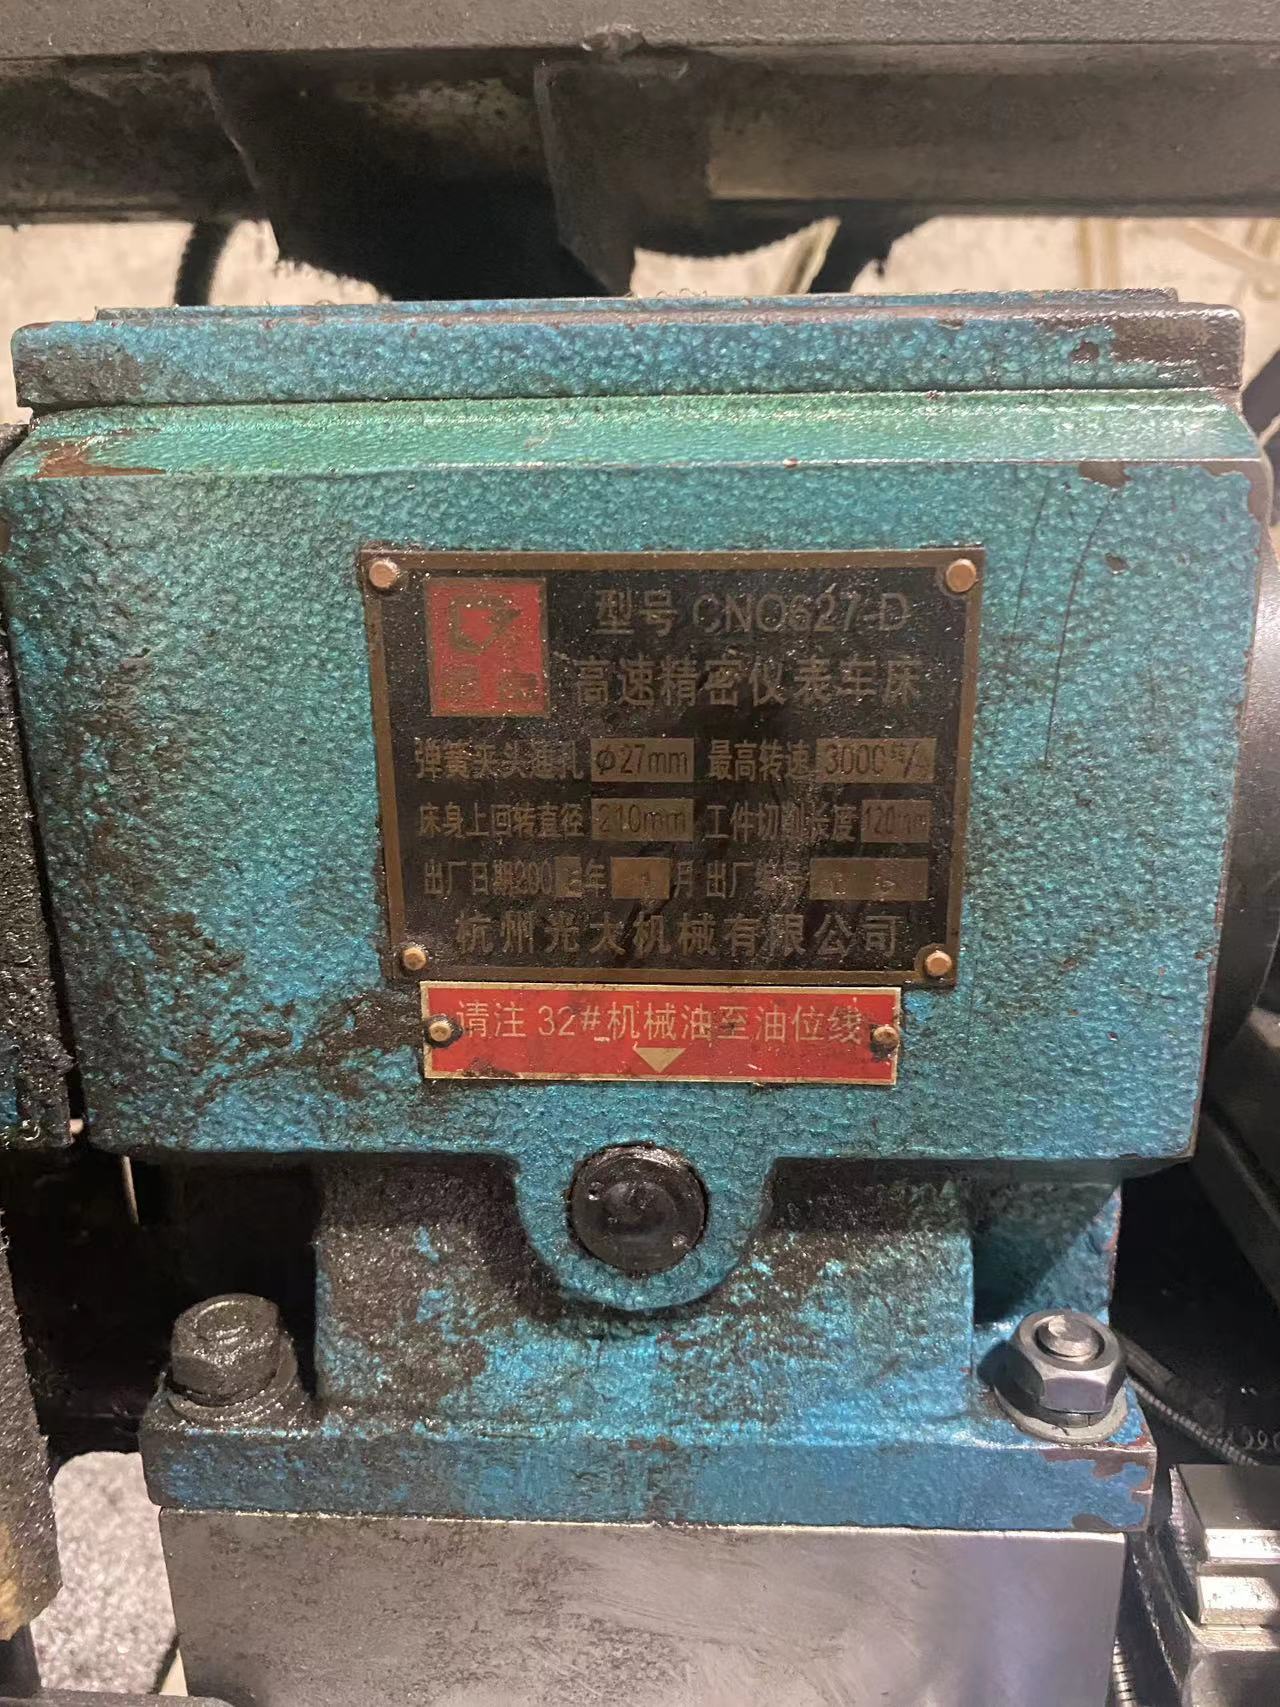 型号 CNO627-D
高速精密仪表车床
弹簧夹头通孔 φ27mm 最高转速 3000转/分
床身上回转直径 210mm 工件切削长度 120mm
出厂日期200 年 月 出厂编号
杭州光大机械有限公司
请注 32#机械油至油位线